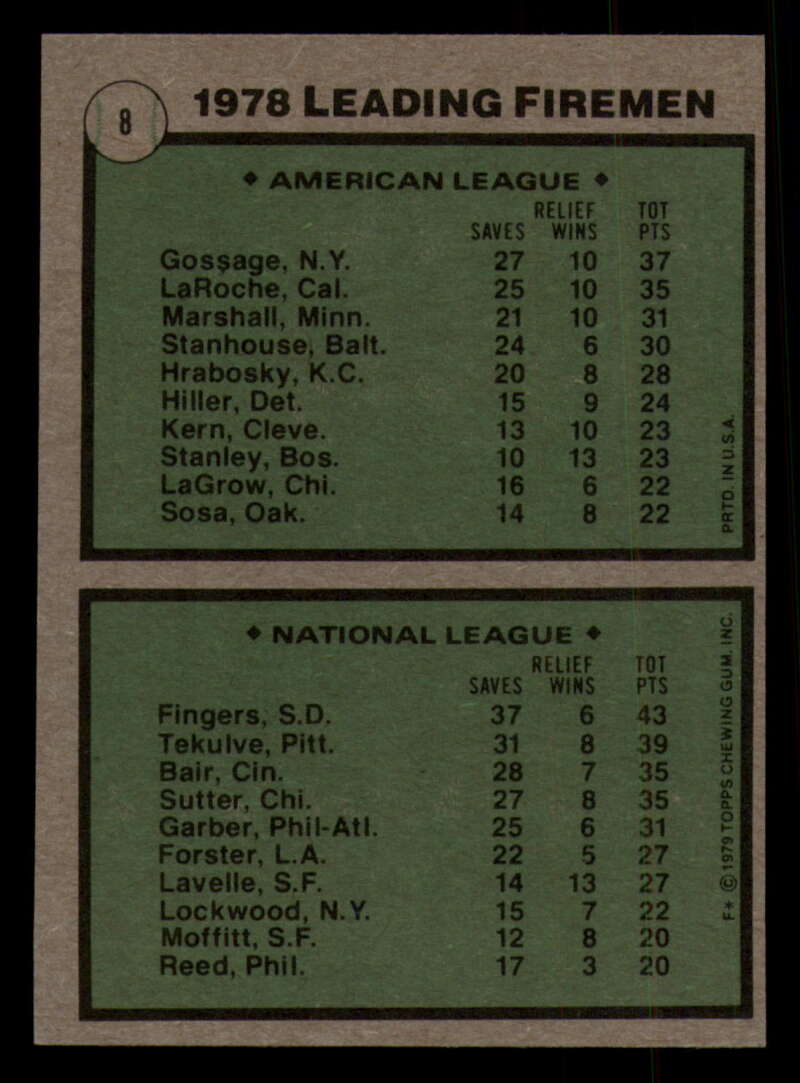 8
1978 LEADING FIREMEN
♦ AMERICAN LEAGUE ♦
RELIEF TOT
SAVES WINS PTS
Gossage, N.Y. 27 10 37
LaRoche, Cal. 25 10 35
Marshall, Minn. 21 10 31
Stanhouse, Balt. 24 6 30
Hrabosky, K.C. 20 8 28
Hiller, Det. 15 9 24
Kern, Cleve. 13 10 23
Stanley, Bos. 10 13 23
LaGrow, Chi. 16 6 22
Sosa, Oak. 14 8 22
PRTD. IN U.S.A.
♦ NATIONAL LEAGUE ♦
RELIEF TOT
SAVES WINS PTS
Fingers, S.D. 37 6 43
Tekulve, Pitt. 31 8 39
Bair, Cin. 28 7 35
Sutter, Chi. 27 8 35
Garber, Phil-Atl. 25 6 31
Forster, L.A. 22 5 27
Lavelle, S.F. 14 13 27
Lockwood, N.Y. 15 7 22
Moffitt, S.F. 12 8 20
Reed, Phil. 17 3 20
F* © 1979 TOPPS CHEWING GUM, INC.